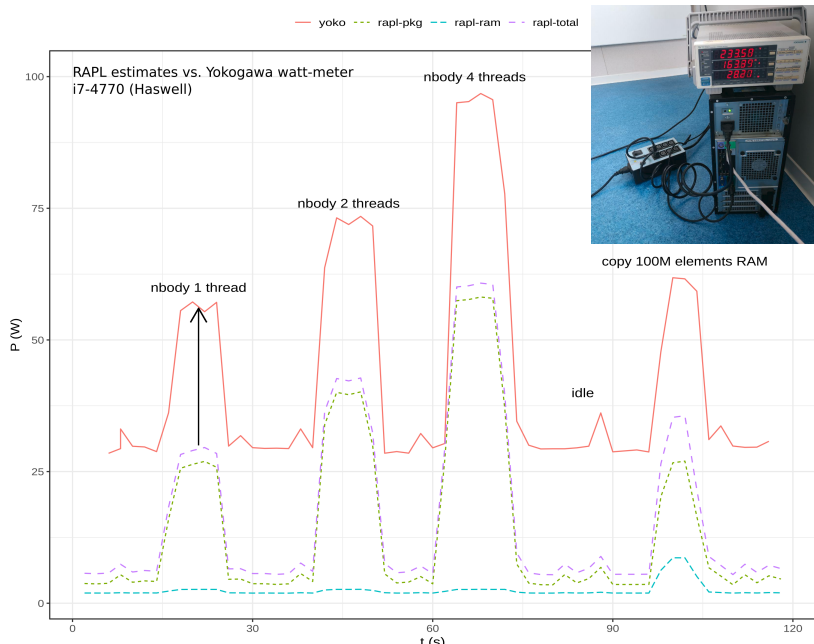 yoko rapl-pkg rapl-ram rapl-total
RAPL estimates vs. Yokogawa watt-meter
i7-4770 (Haswell)
nbody 4 threads
nbody 2 threads
copy 100M elements RAM
nbody 1 thread
idle
P (W)
100
75
50
25
0
0 30 60 90 120
t (s)